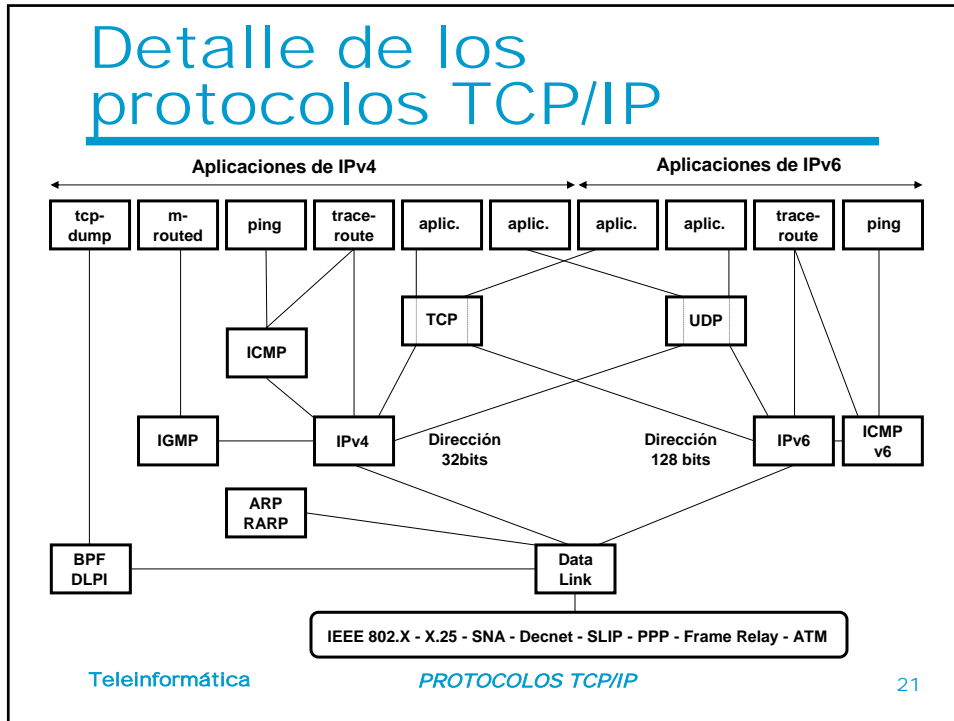 Detalle de los
protocolos TCP/IP
Aplicaciones de IPv4
Aplicaciones de IPv6
tcp-
dump
m-
routed
ping
trace-
route
aplic.
aplic.
aplic.
aplic.
trace-
route
ping
TCP
UDP
ICMP
IGMP
IPv4
Dirección
32bits
Dirección
128 bits
IPv6
ICMP
v6
ARP
RARP
BPF
DLPI
Data
Link
IEEE 802.X - X.25 - SNA - Decnet - SLIP - PPP - Frame Relay - ATM
Teleinformática
PROTOCOLOS TCP/IP
21